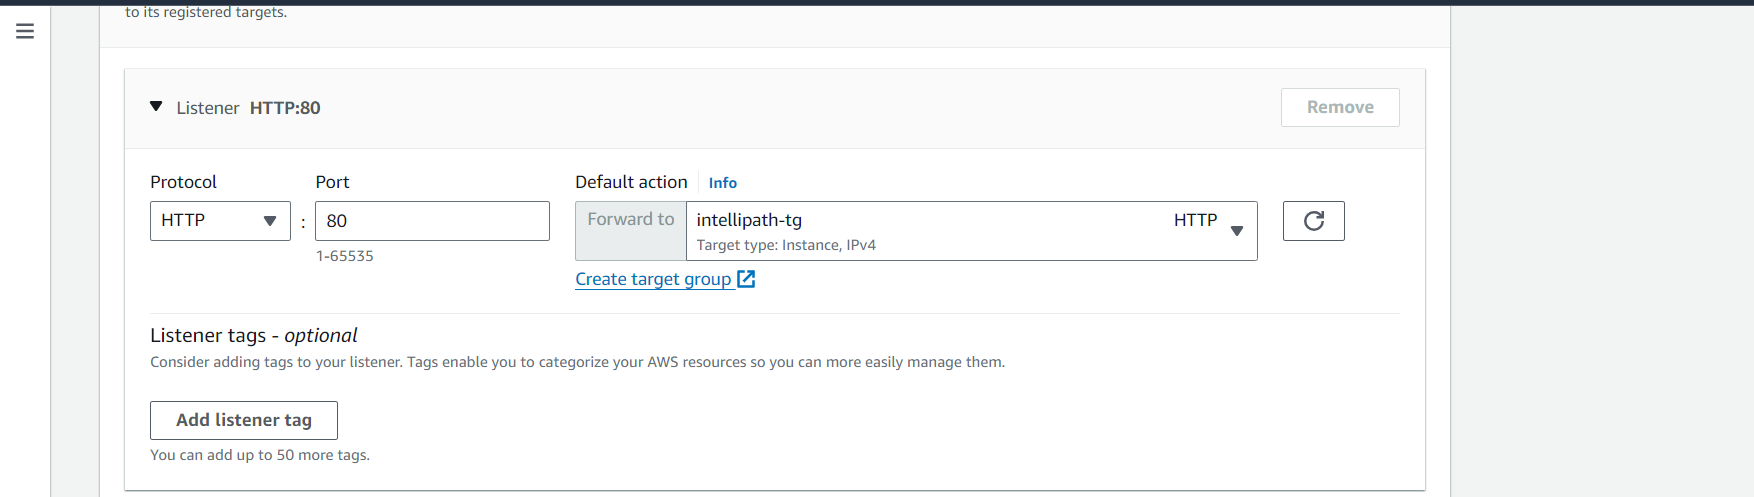 to its registered targets.
Listener HTTP:80
Remove
Protocol
Port
Default action
Info
HTTP
:
80
Forward to
intellipath-tg
HTTP
Target type: Instance, IPv4
1-65535
Create target group
Listener tags - optional
Consider adding tags to your listener. Tags enable you to categorize your AWS resources so you can more easily manage them.
Add listener tag
You can add up to 50 more tags.